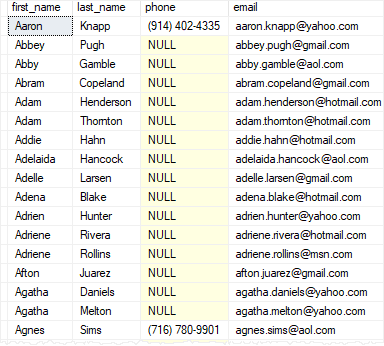 first_name last_name phone email
Aaron Knapp (914) 402-4335 aaron.knapp@yahoo.com
Abbey Pugh NULL abbey.pugh@gmail.com
Abby Gamble NULL abby.gamble@aol.com
Abram Copeland NULL abram.copeland@gmail.com
Adam Henderson NULL adam.henderson@hotmail.com
Adam Thornton NULL adam.thornton@hotmail.com
Addie Hahn NULL addie.hahn@hotmail.com
Adelaida Hancock NULL adelaida.hancock@aol.com
Adelle Larsen NULL adelle.larsen@gmail.com
Adena Blake NULL adena.blake@hotmail.com
Adrien Hunter NULL adrien.hunter@yahoo.com
Adriene Rivera NULL adriene.rivera@hotmail.com
Adriene Rollins NULL adriene.rollins@msn.com
Afton Juarez NULL afton.juarez@gmail.com
Agatha Daniels NULL agatha.daniels@yahoo.com
Agatha Melton NULL agatha.melton@yahoo.com
Agnes Sims (716) 780-9901 agnes.sims@aol.com